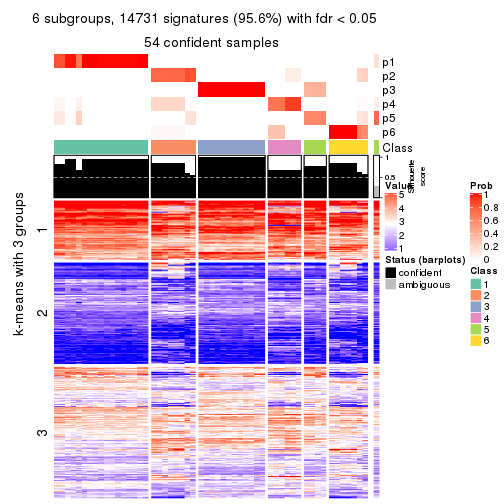 6 subgroups, 14731 signatures (95.6%) with fdr < 0.05
54 confident samples
p1
p2
p3
p4
p5
p6
Class
1
0.5
0
Silhouette
score
k-means with 3 groups
1
2
3
Value
5
4
3
2
1
Status (barplots)
confident
ambiguous
Prob
1
0.8
0.6
0.4
0.2
0
Class
1
2
3
4
5
6